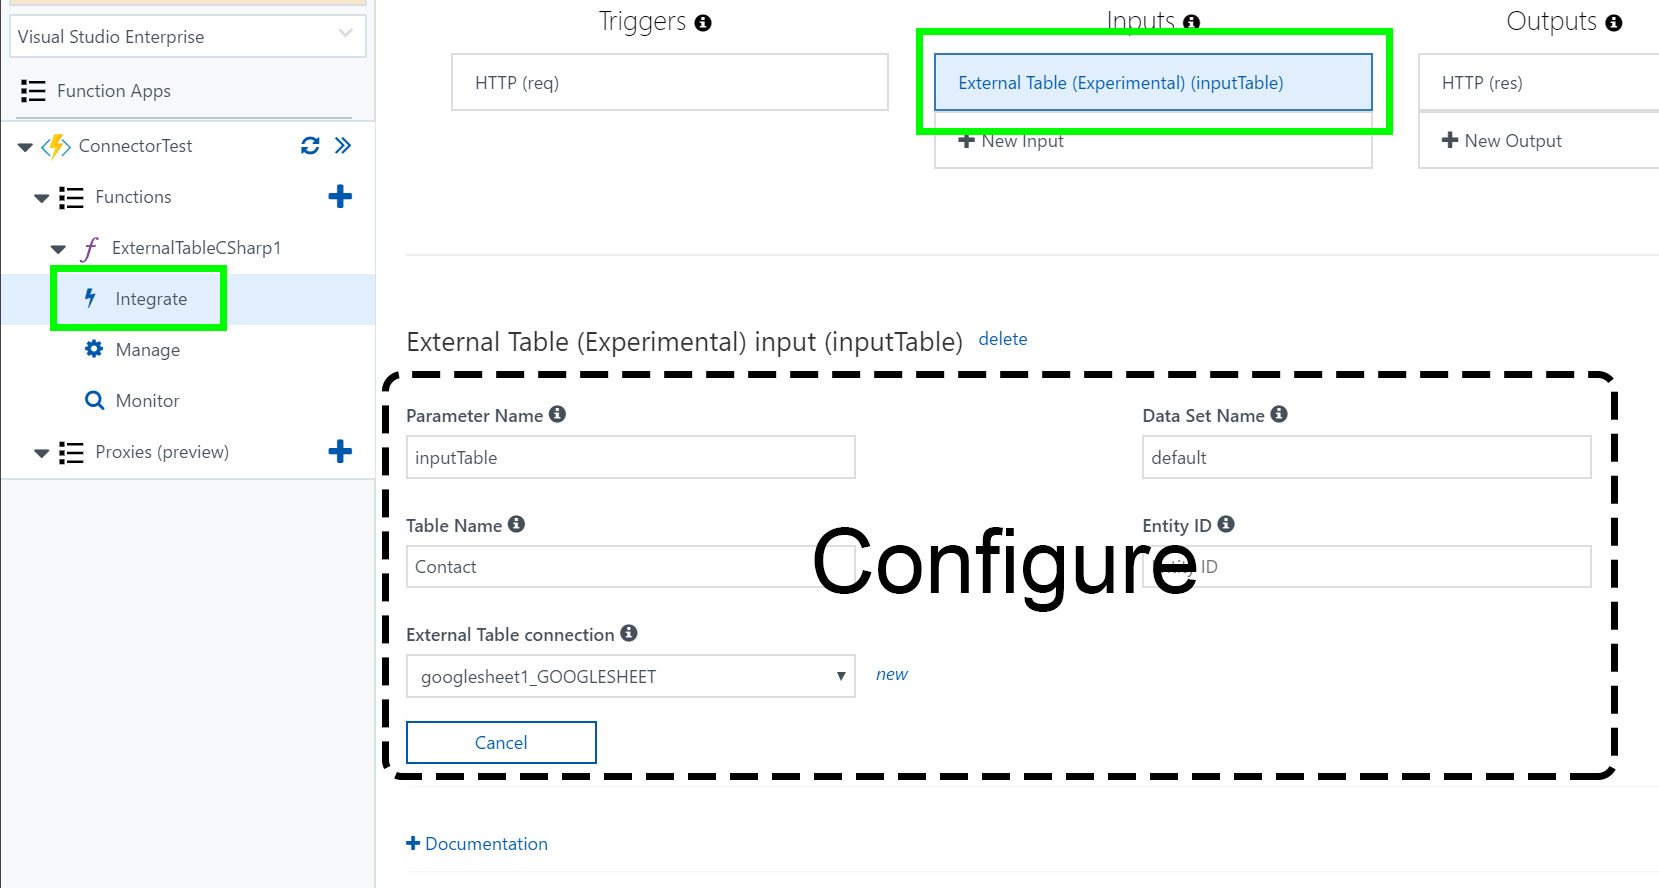 Visual Studio Enterprise
Function Apps
ConnectorTest
Functions
ExternalTableCSharp1
Integrate
Manage
Monitor
Proxies (preview)
Triggers
HTTP (req)
Inputs
External Table (Experimental) (inputTable)
New Input
Outputs
HTTP (res)
New Output
External Table (Experimental) input (inputTable) delete
Parameter Name
inputTable
Data Set Name
default
Table Name
Contact
Entity ID
Entity ID
Configure
External Table connection
googlesheet1_GOOGLESHEET
new
Cancel
Documentation